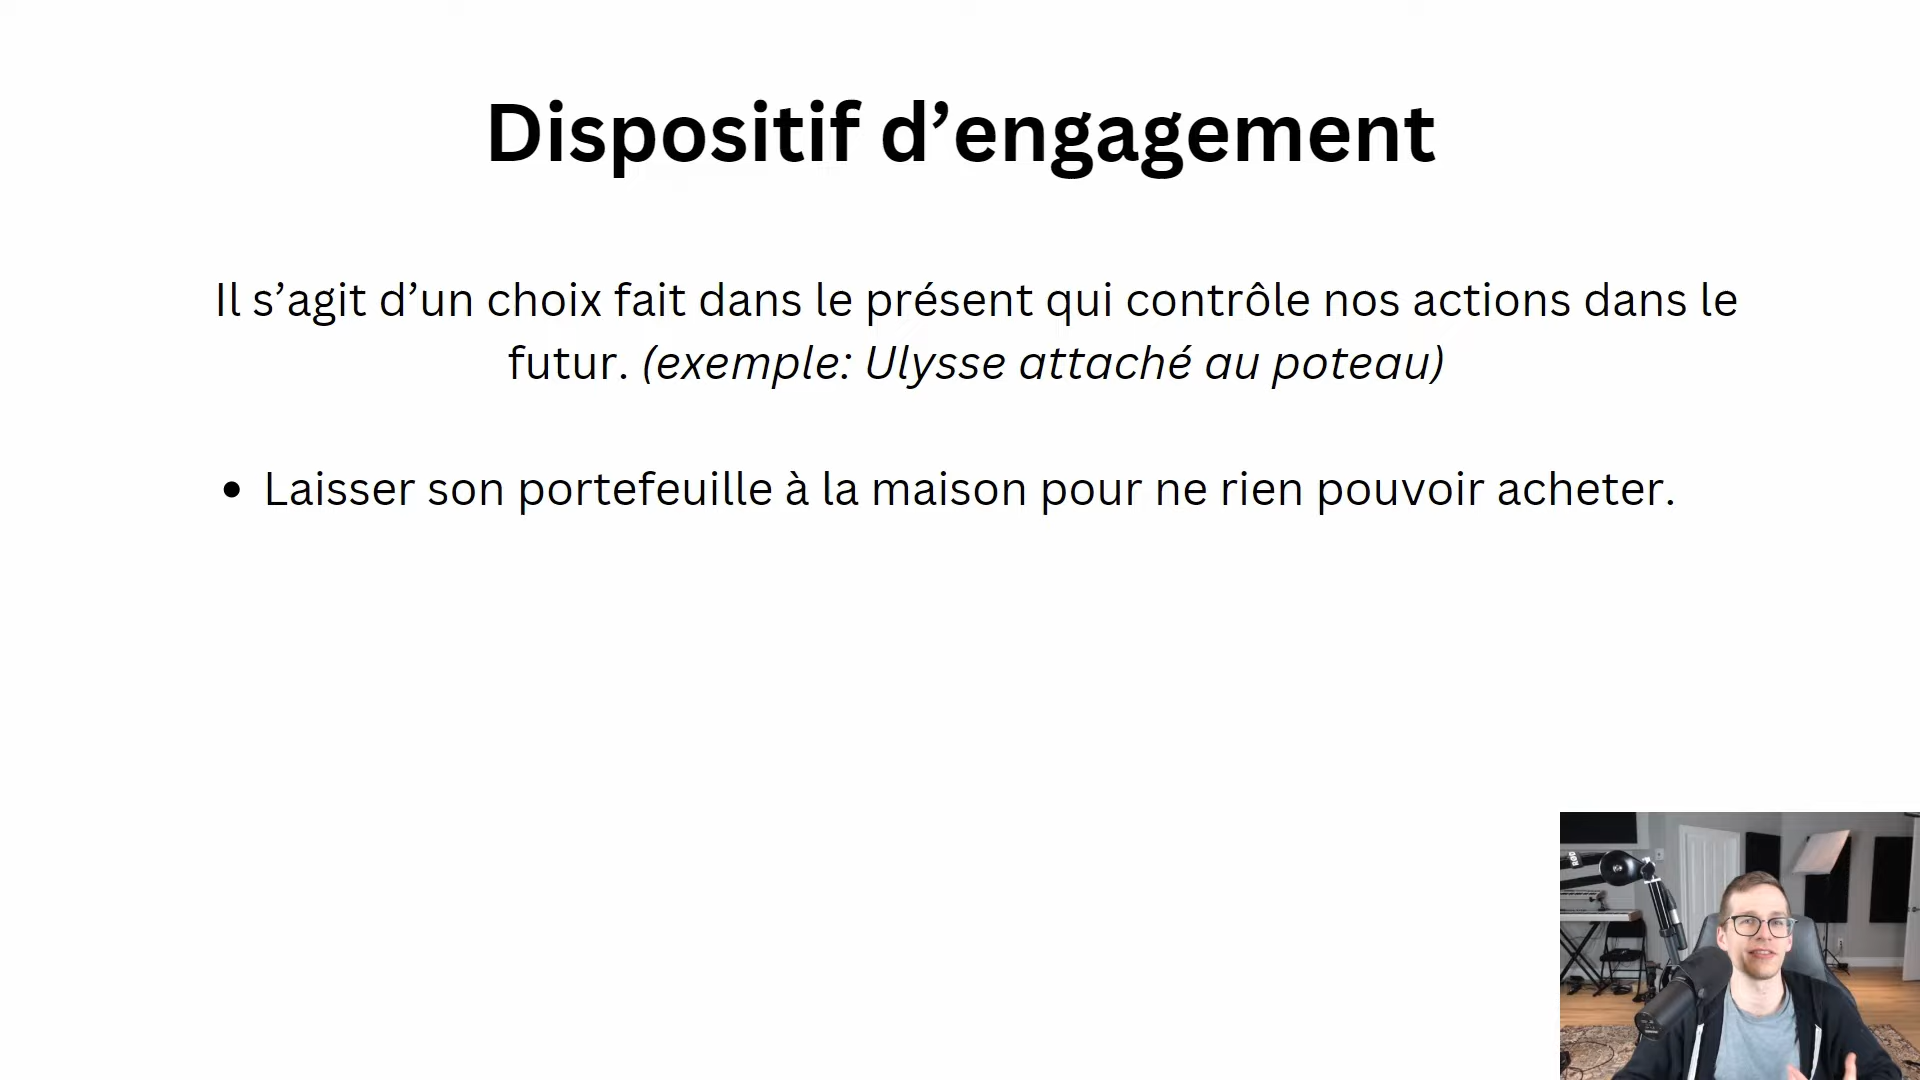 Dispositif d’engagement
Il s’agit d’un choix fait dans le présent qui contrôle nos actions dans le
futur. (exemple: Ulysse attaché au poteau)
• Laisser son portefeuille à la maison pour ne rien pouvoir acheter.